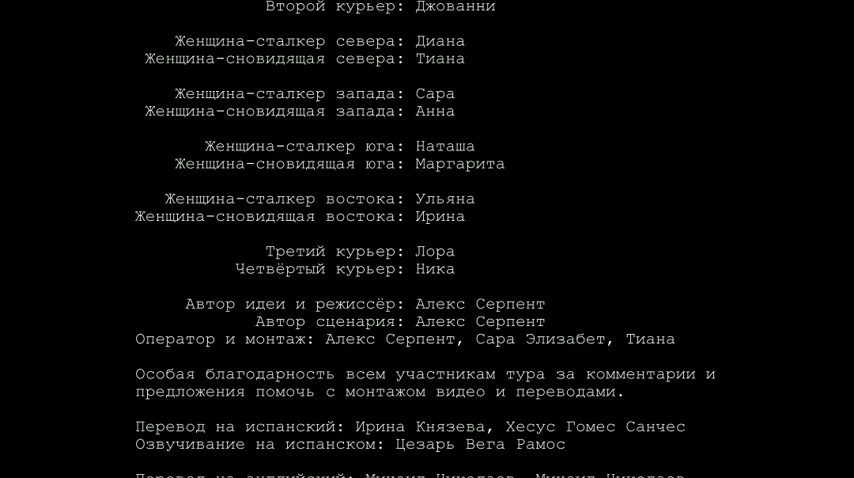 Второй курьер: Джованни
Женщина-сталкер севера: Диана
Женщина-сновидящая севера: Тиана
Женщина-сталкер запада: Сара
Женщина-сновидящая запада: Анна
Женщина-сталкер юга: Наташа
Женщина-сновидящая юга: Маргарита
Женщина-сталкер востока: Ульяна
Женщина-сновидящая востока: Ирина
Третий курьер: Лора
Четвёртый курьер: Ника
Автор идеи и режиссёр: Алекс Серпент
Автор сценария: Алекс Серпент
Оператор и монтаж: Алекс Серпент, Сара Элизабет, Тиана
Особая благодарность всем участникам тура за комментарии и
предложения помочь с монтажом видео и переводами.
Перевод на испанский: Ирина Князева, Хесус Гомес Санчес
Озвучивание на испанском: Цезарь Вега Рамос
Перевод на английский: